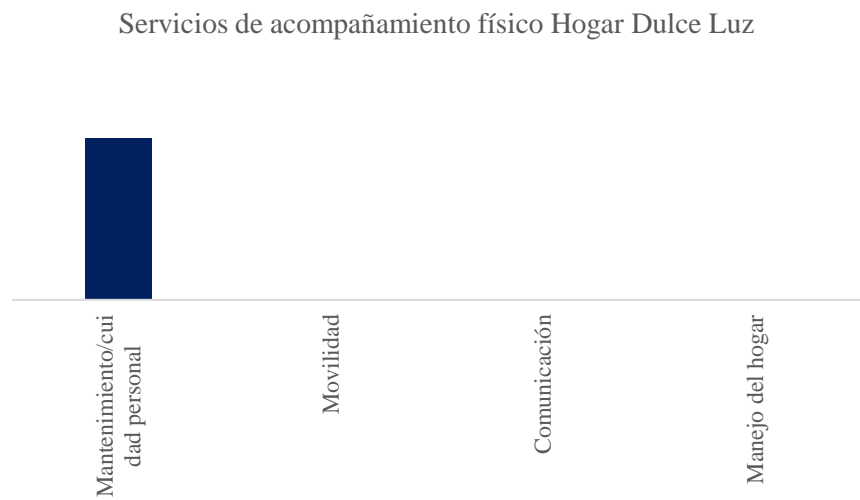 Servicios de acompañamiento físico Hogar Dulce Luz
Mantenimiento/cui
dad personal
Movilidad
Comunicación
Manejo del hogar